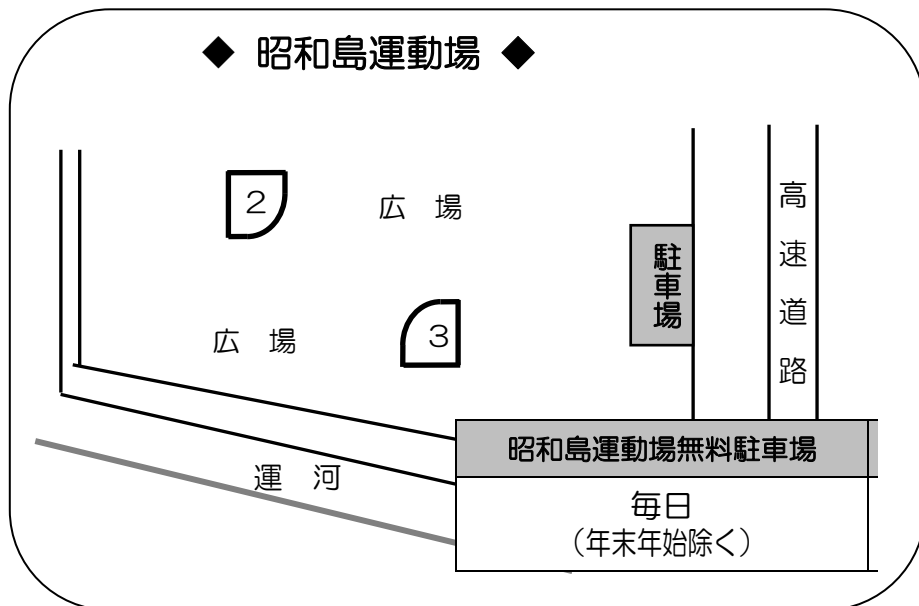 ◆ 昭和島運動場 ◆
2
広 場
高速道路
駐車場
広 場
3
昭和島運動場無料駐車場
運 河
毎日
(年末年始除く)